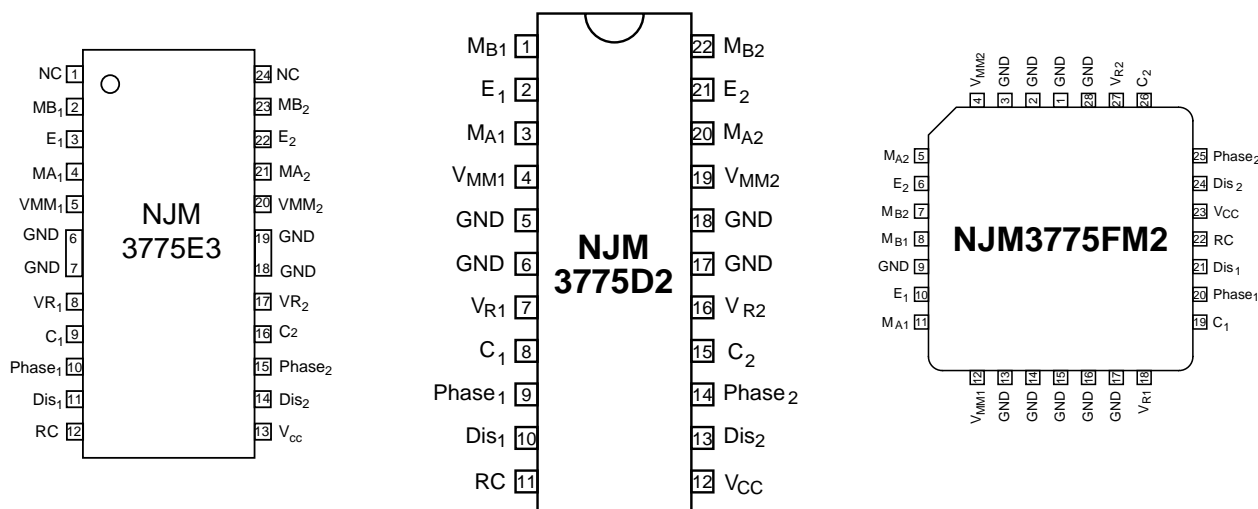 NC 1 24 NC
MB1 2 23 MB2
E1 3 22 E2
MA1 4 21 MA2
VMM1 5 20 VMM2
GND 6 19 GND
GND 7 18 GND
VR1 8 17 VR2
C1 9 16 C2
Phase1 10 15 Phase2
Dis1 11 14 Dis2
RC 12 13 Vcc
NJM
3775E3
MB1 1 22 MB2
E1 2 21 E2
MA1 3 20 MA2
VMM1 4 19 VMM2
GND 5 18 GND
GND 6 17 GND
VR1 7 16 VR2
C1 8 15 C2
Phase1 9 14 Phase2
Dis1 10 13 Dis2
RC 11 12 VCC
NJM
3775D2
VMM2 GND GND GND GND VR2 C2
4 3 2 1 28 27 26
MA2 5 25 Phase2
E2 6 24 Dis2
MB2 7 23 VCC
MB1 8 22 RC
GND 9 21 Dis1
E1 10 20 Phase1
MA1 11 19 C1
NJM3775FM2
12 13 14 15 16 17 18
VMM1 GND GND GND GND GND VR1